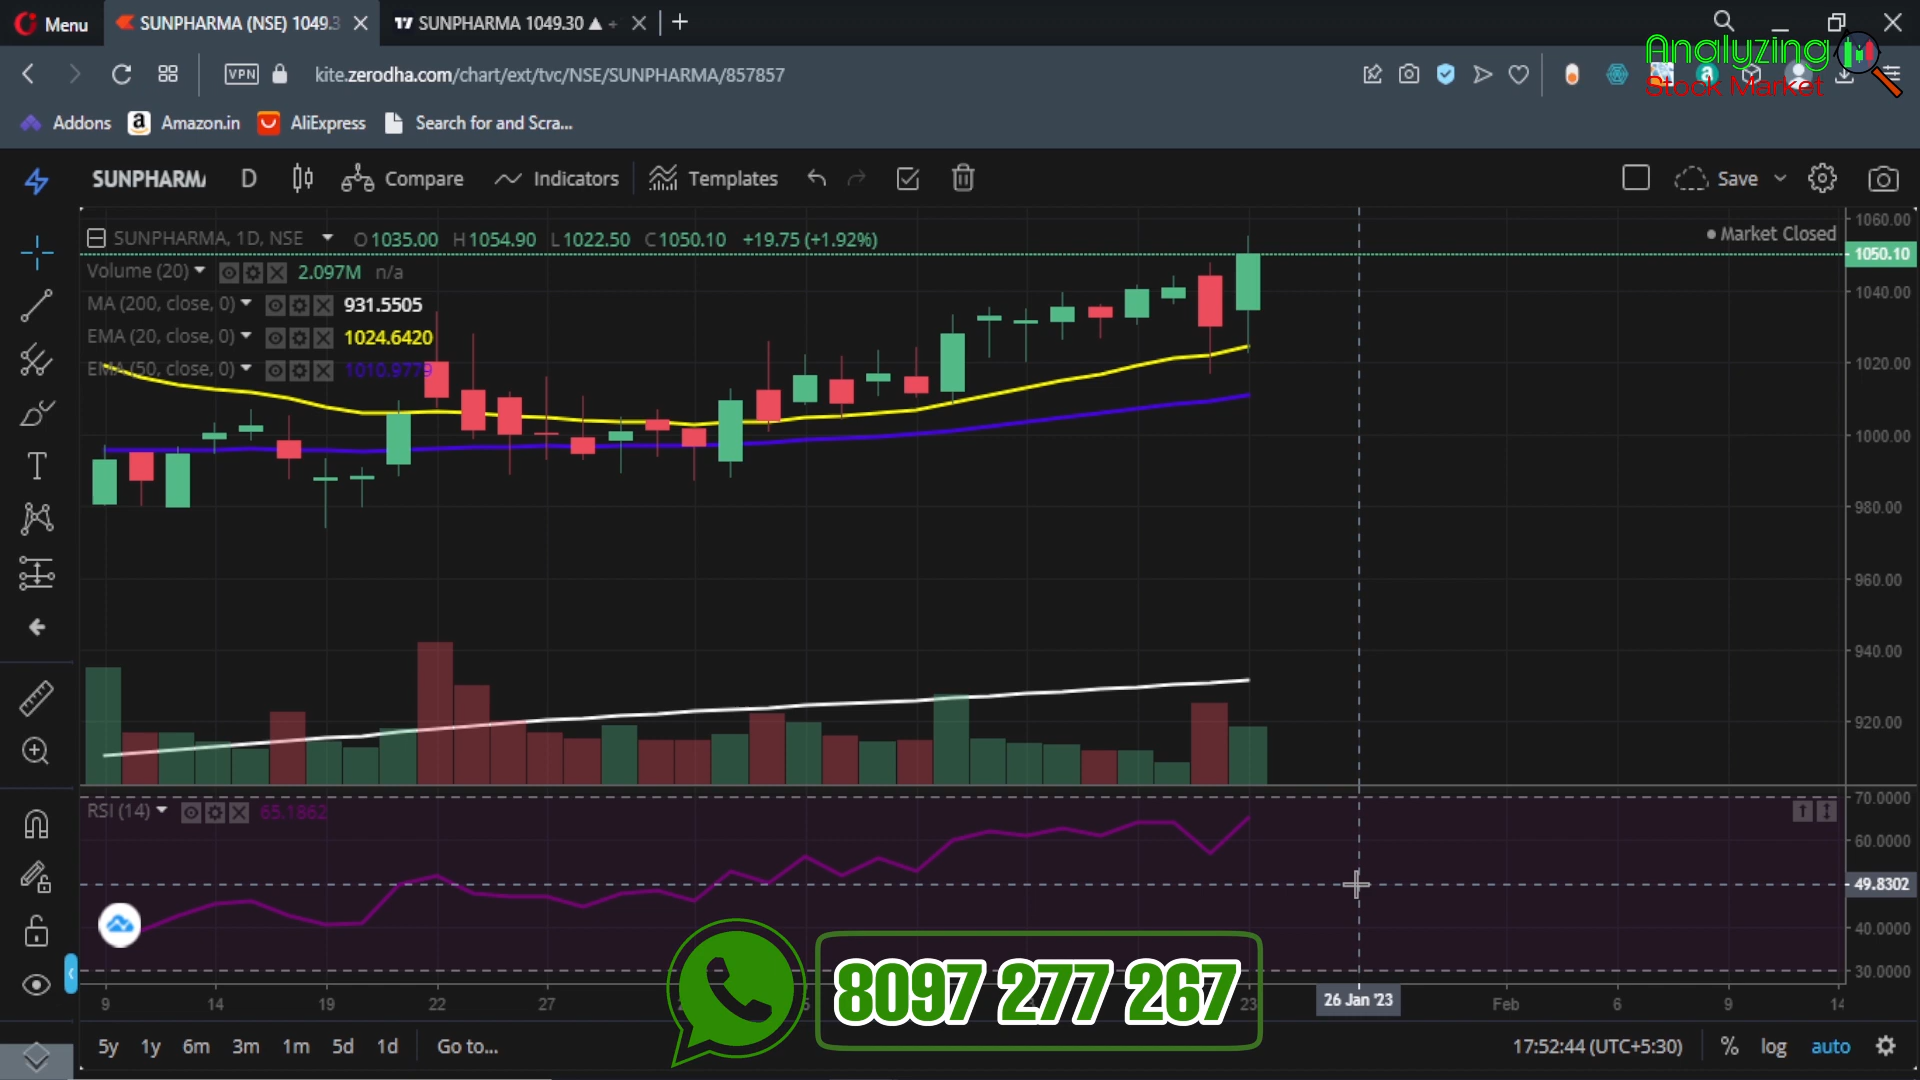 Menu
SUNPHARMA (NSE) 1049.3
SUNPHARMA 1049.30 ▲ +
VPN
kite.zerodha.com/chart/ext/tvc/NSE/SUNPHARMA/857857
Analyzing
Stock Market
Addons
Amazon.in
AliExpress
Search for and Scra...
SUNPHARMA
D
Compare
Indicators
Templates
Save
SUNPHARMA, 1D, NSE
O 1035.00 H 1054.90 L 1022.50 C 1050.10 +19.75 (+1.92%)
Market Closed
Volume (20) 2.097M n/a
MA (200, close, 0) 931.5505
EMA (20, close, 0) 1024.6420
EMA (50, close, 0) 1010.9779
1060.00
1050.10
1040.00
1020.00
1000.00
980.00
960.00
940.00
920.00
RSI (14) 65.1862
70.0000
60.0000
49.8302
40.0000
30.0000
8097 277 267
9 14 19 22 27 23 26 Jan '23 Feb 6 9 14
5y 1y 6m 3m 1m 5d 1d Go to...
17:52:44 (UTC+5:30) % log auto